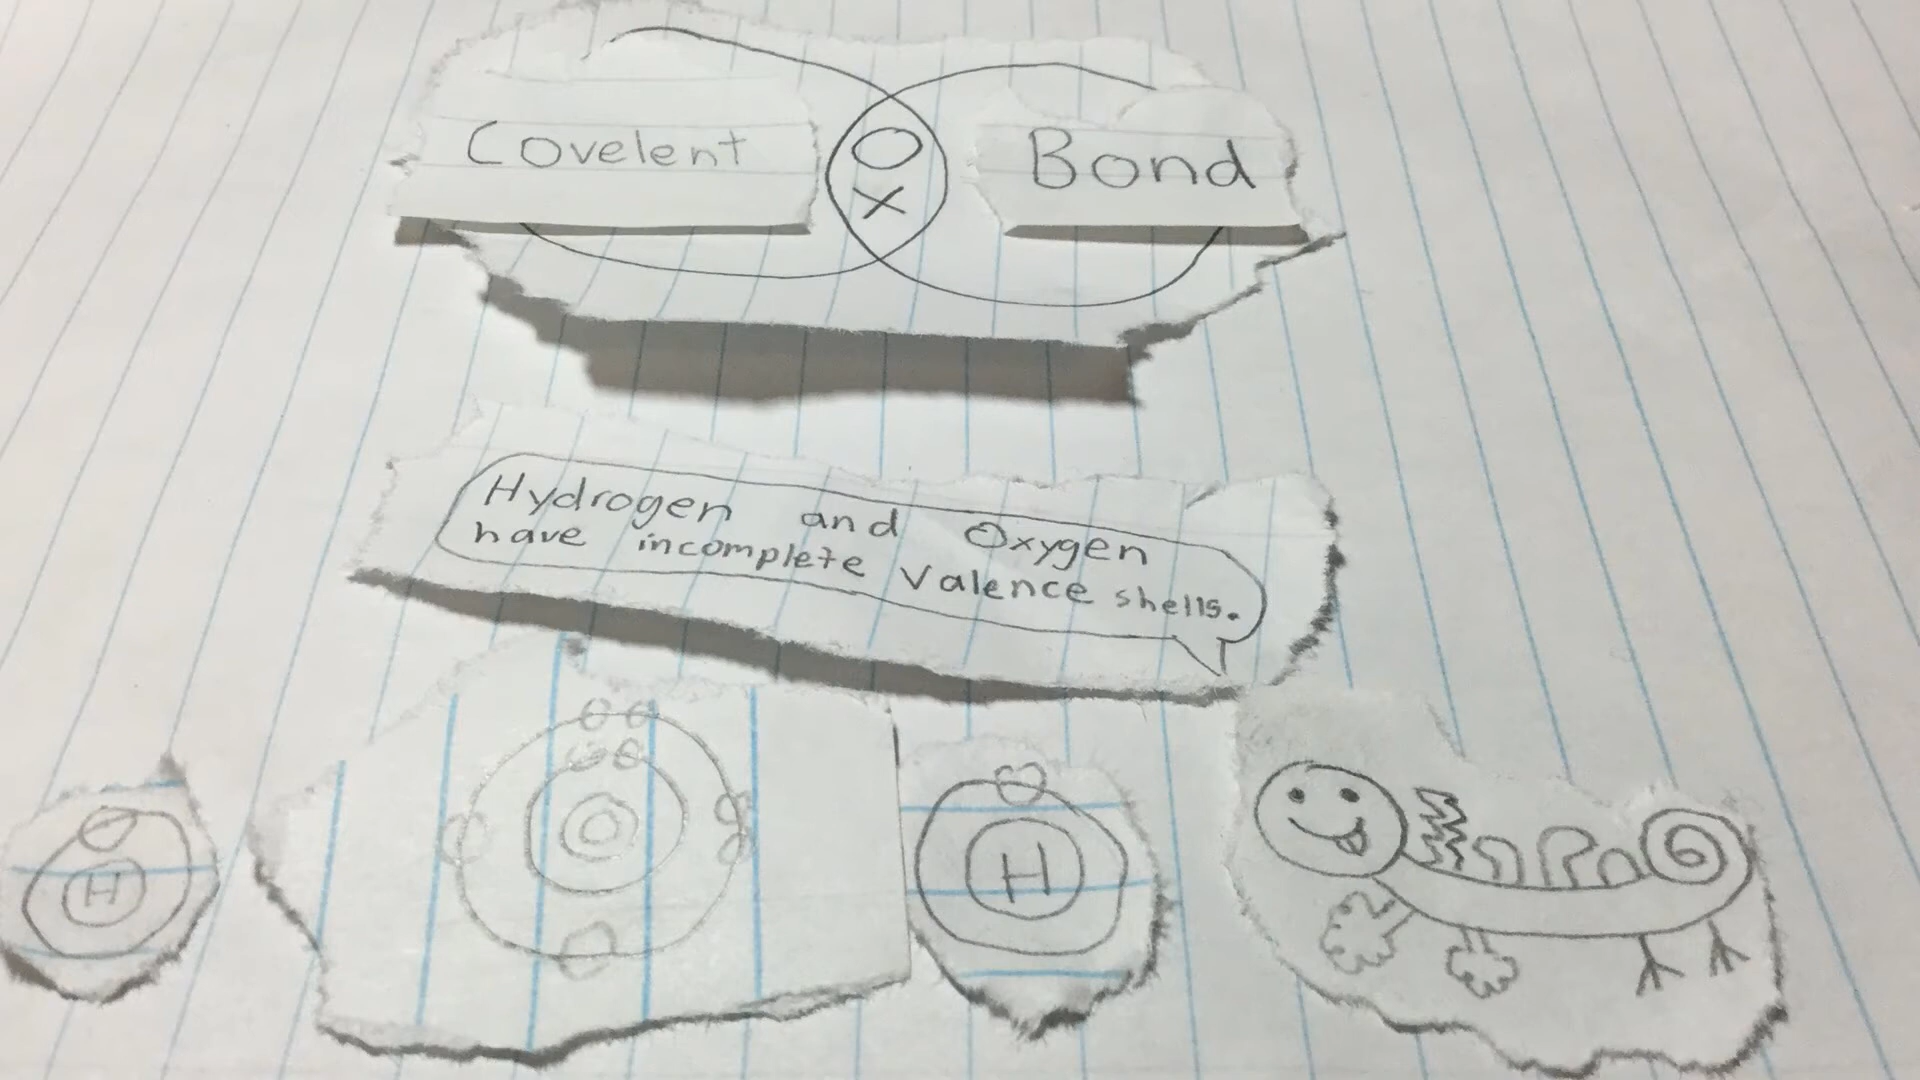 Covelent Bond
O
X
Hydrogen and Oxygen
have incomplete valence shells.
H
O
H